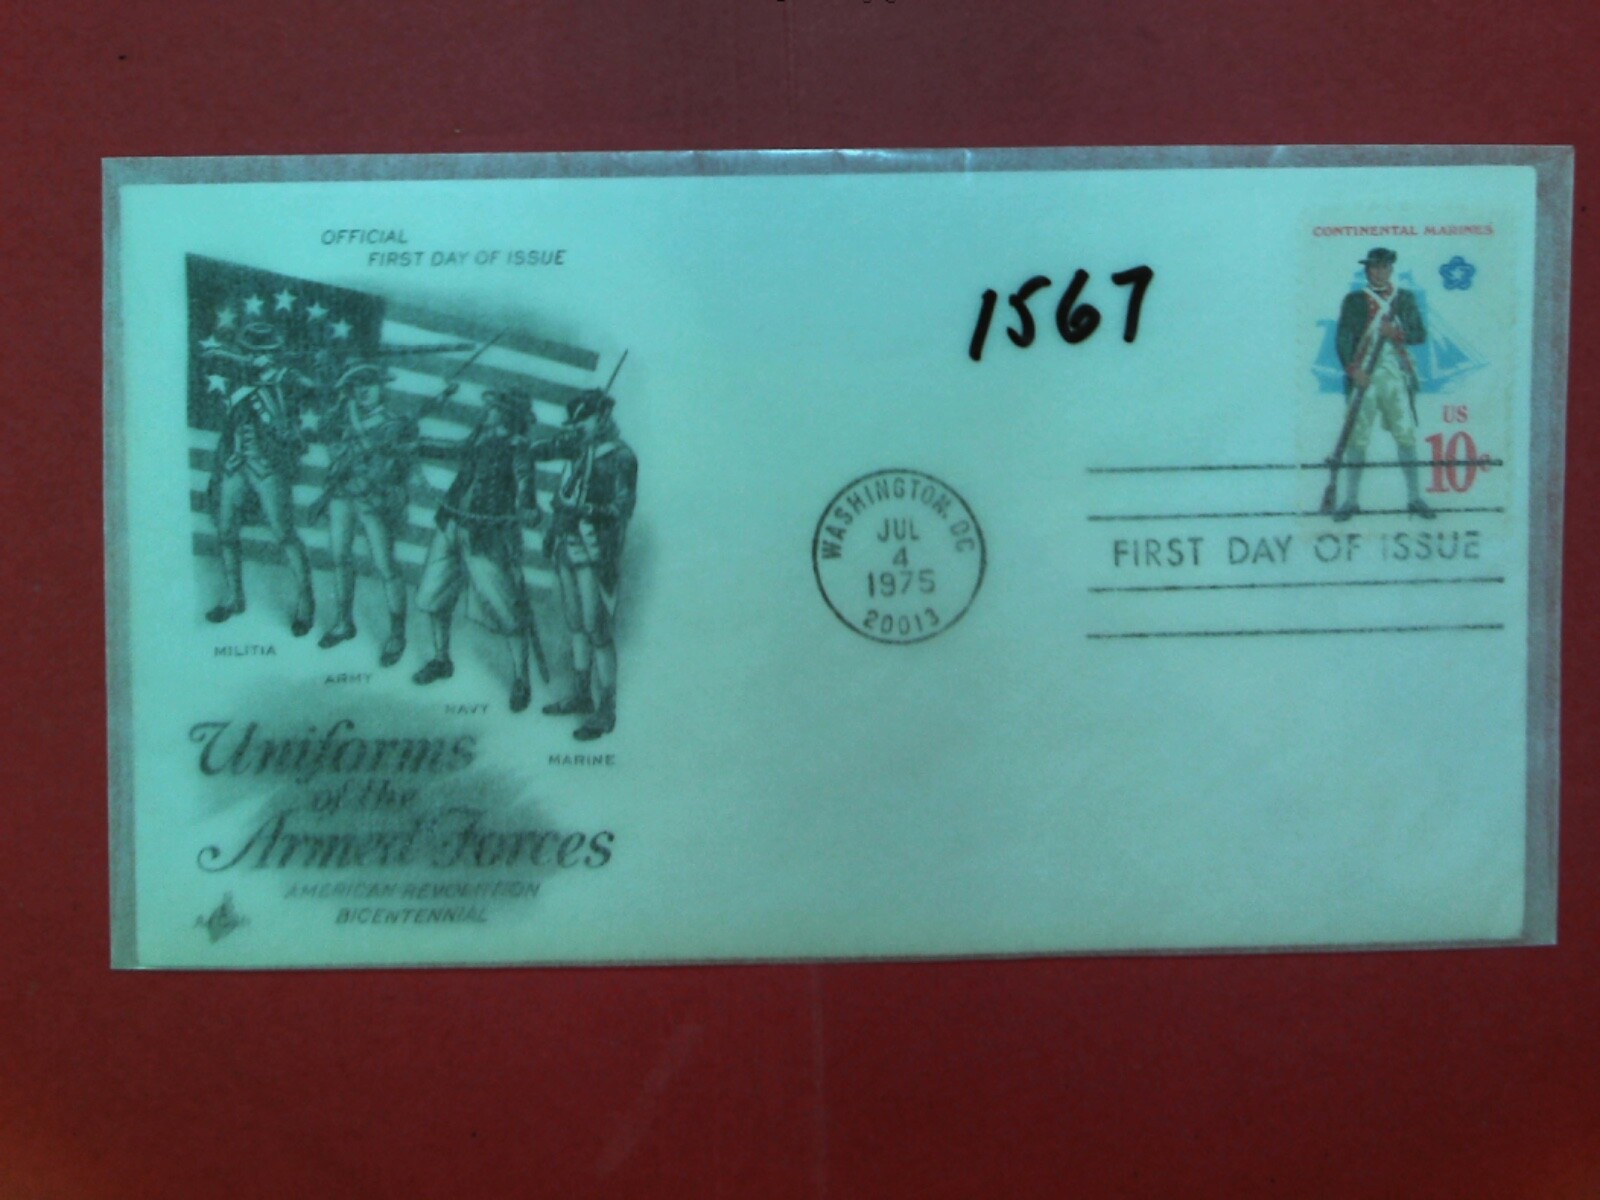 OFFICIAL
FIRST DAY OF ISSUE
MILITIA
ARMY
NAVY
MARINE
Uniforms
of the
Armed Forces
AMERICAN REVOLUTION
BICENTENNIAL
1567
CONTINENTAL MARINES
US
10c
WASHINGTON, DC
JUL
4
1975
20013
FIRST DAY OF ISSUE